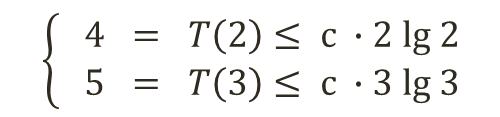 4 = T(2) ≤ c · 2 lg 2
5 = T(3) ≤ c · 3 lg 3